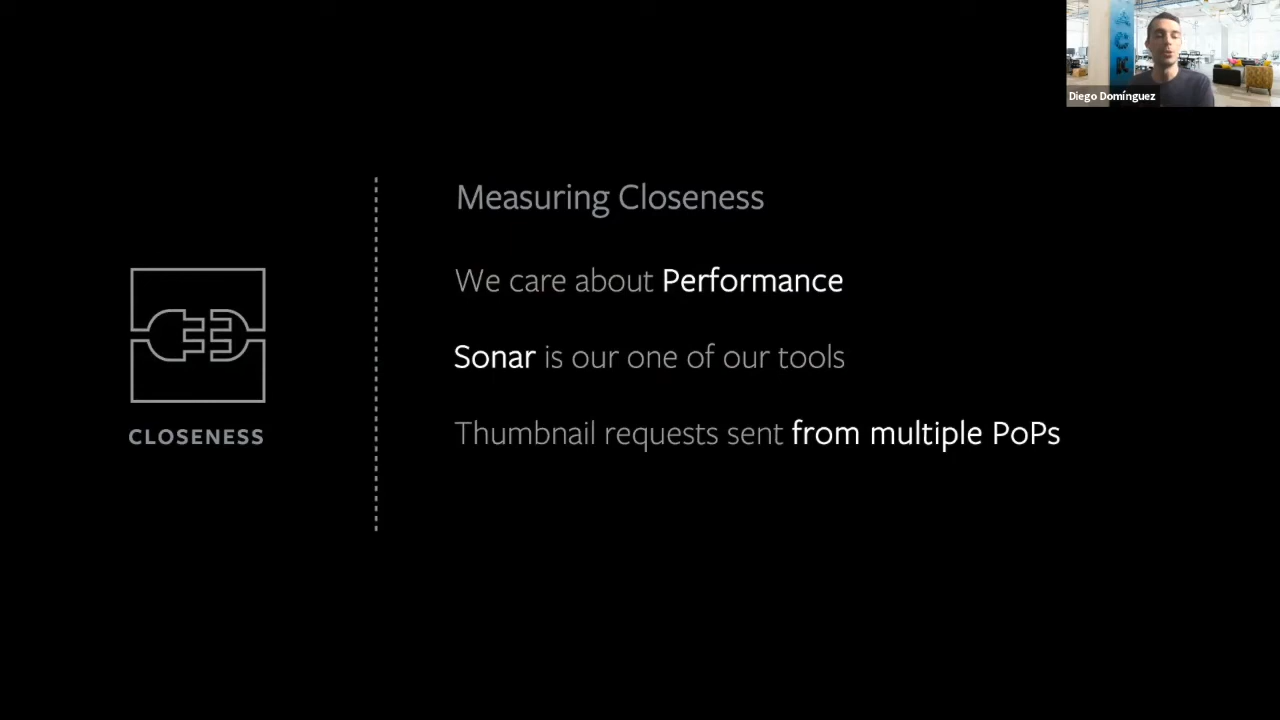 ACK
Diego Domínguez
Measuring Closeness
We care about Performance
Sonar is our one of our tools
Thumbnail requests sent from multiple PoPs
CLOSENESS